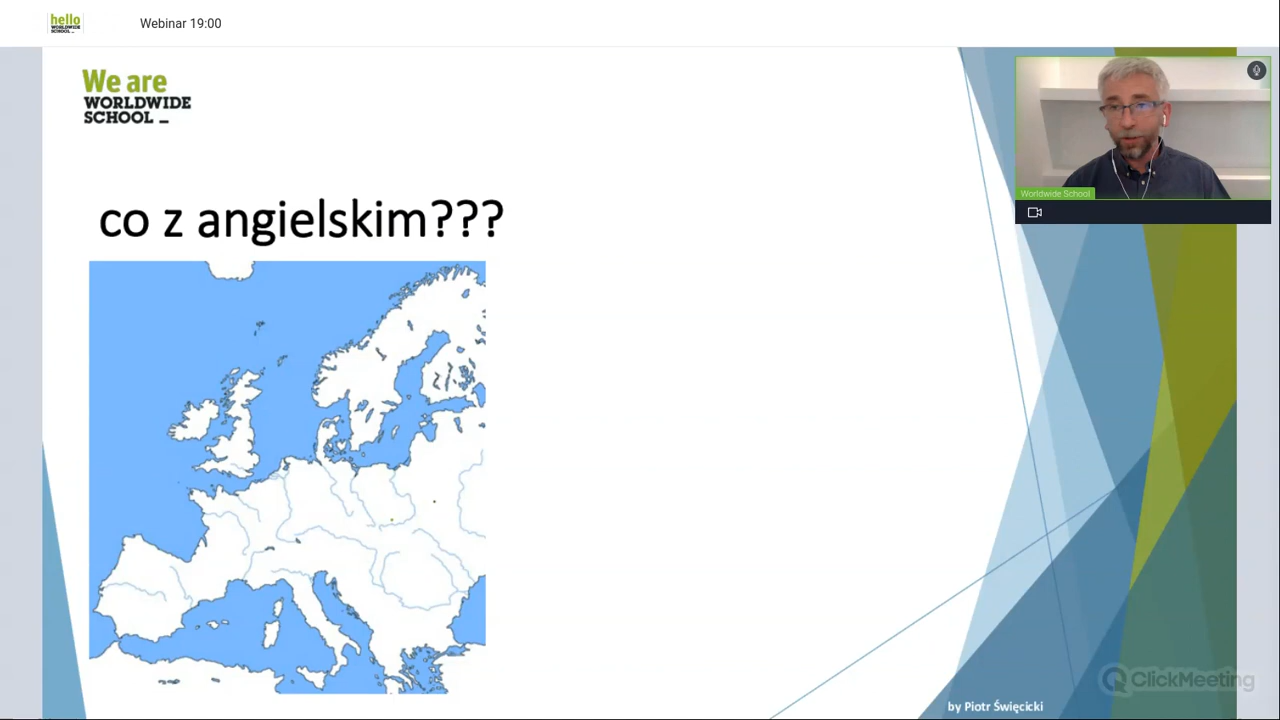 hello
WORLDWIDE
SCHOOL _
Webinar 19:00
We are
WORLDWIDE
SCHOOL _
Worldwide School
co z angielskim???
ClickMeeting
by Piotr Święcicki